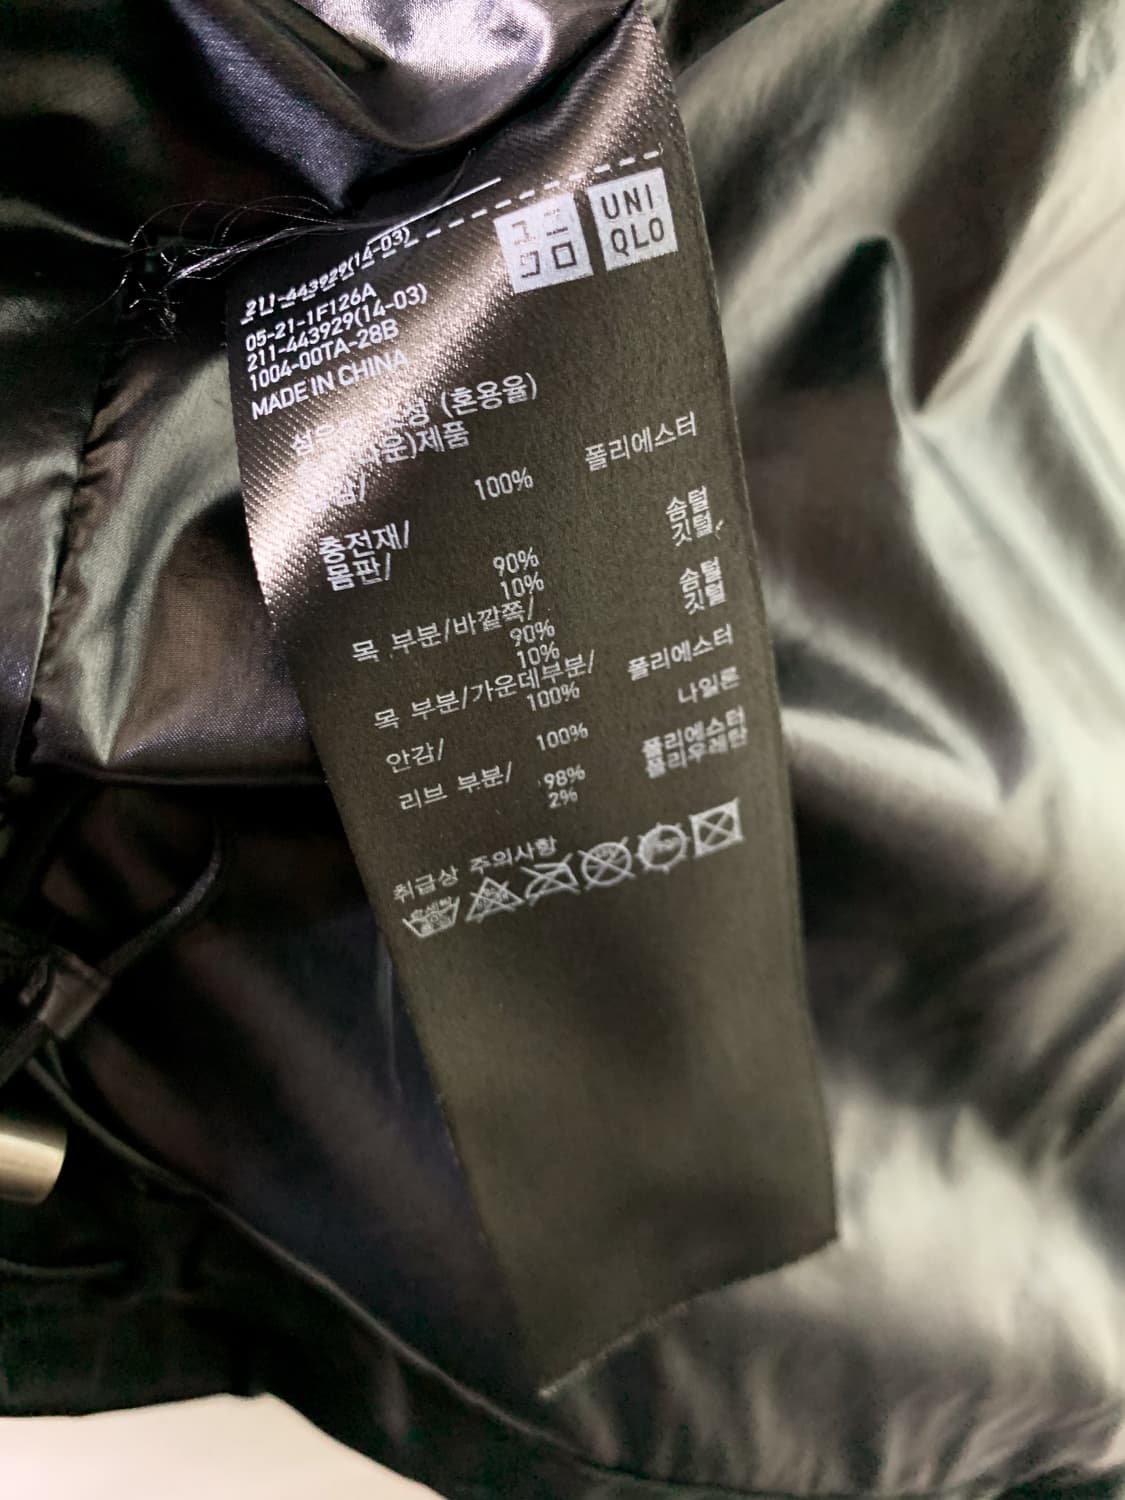 ユニ
クロ
UNI
QLO
211-443929(14-03)
05-21-1F126A
211-443929(14-03)
1004-00TA-28B
MADE IN CHINA
(혼용율)
제품
100% 폴리에스터
충전재/
몸판/
90% 솜털
10% 깃털
목 부분/바깥쪽/
90% 솜털
10% 깃털
목 부분/가운데부분/
100% 폴리에스터
안감/ 100% 나일론
리브 부분/ 98% 폴리에스터
2% 폴리우레탄
취급상 주의사항